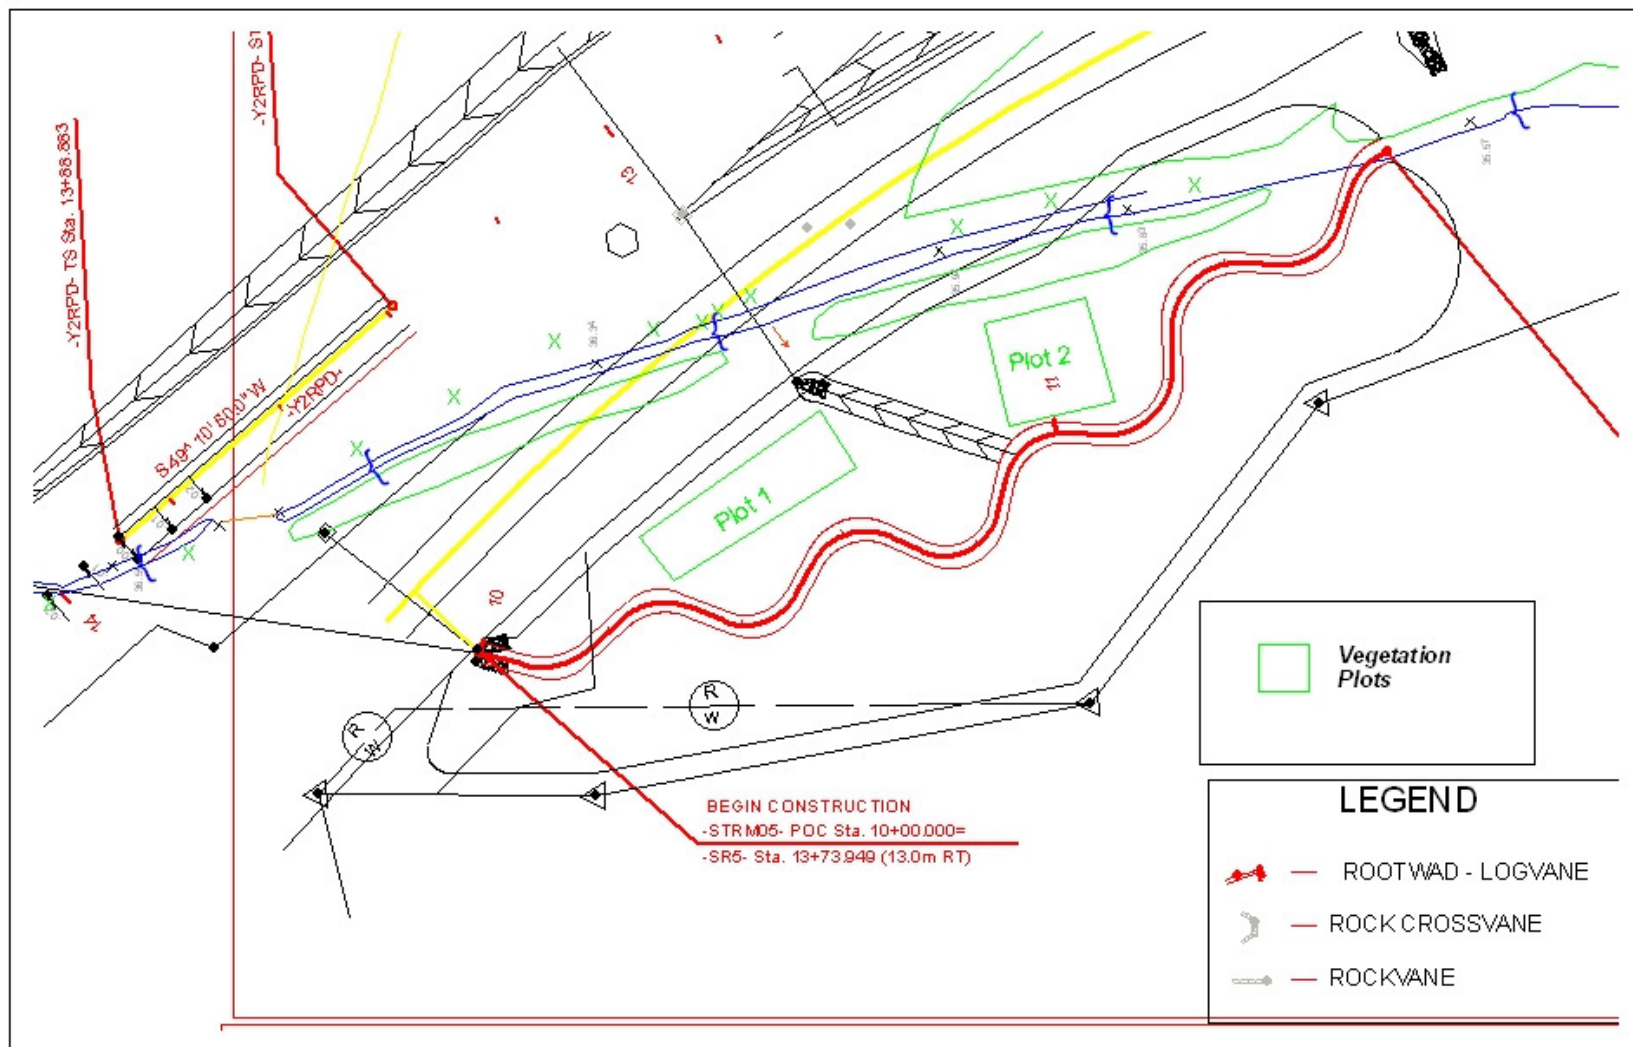 -Y2RPD- S
-Y2RPD- TS Sta. 13+88.883
13
S 49^ 10' 50.0" W
-Y2RPD-
Plot 2
11
Plot 1
10
R
W
R
W
BEGIN CONSTRUCTION
-STRM05- POC Sta. 10+00.000=
-SR5- Sta. 13+73.949 (13.0m RT)
Vegetation
Plots
LEGEND
ROOTWAD - LOGVANE
ROCK CROSSVANE
ROCKVANE